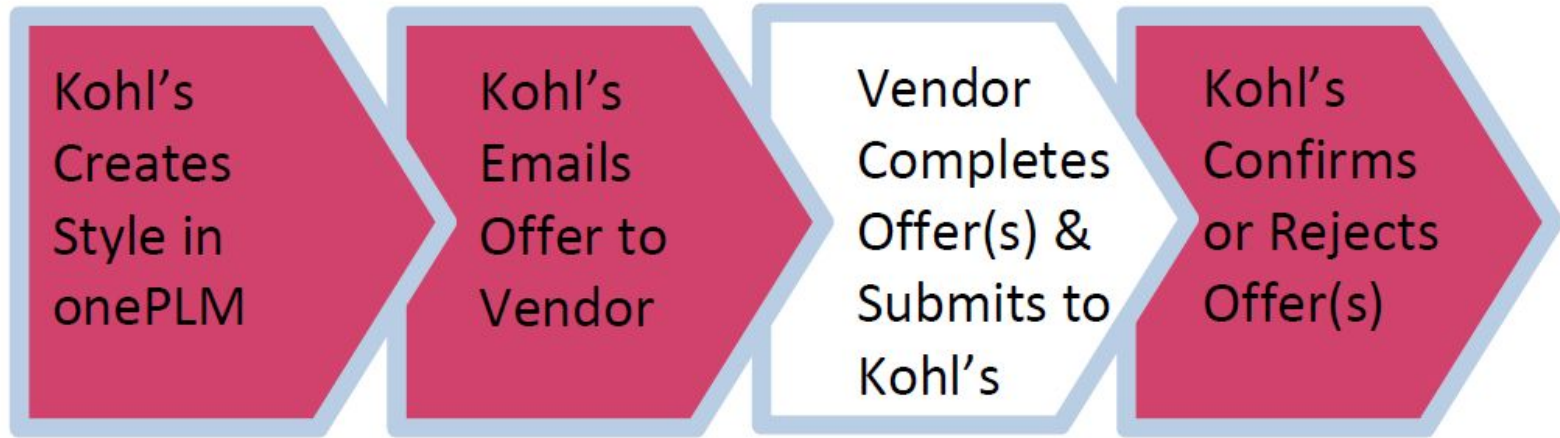 Kohl’s
Creates
Style in
onePLM
Kohl’s
Emails
Offer to
Vendor
Vendor
Completes
Offer(s) &
Submits to
Kohl’s
Kohl’s
Confirms
or Rejects
Offer(s)